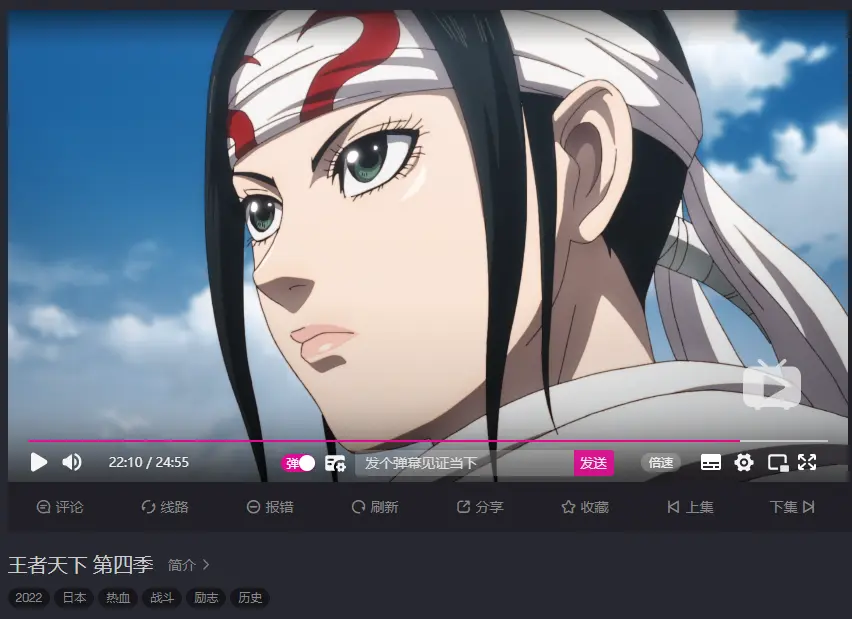 22:10 / 24:55 弹 发个弹幕见证当下 发送 倍速
评论 线路 报错 刷新 分享 收藏 上集 下集
王者天下 第四季 简介
2022 日本 热血 战斗 励志 历史